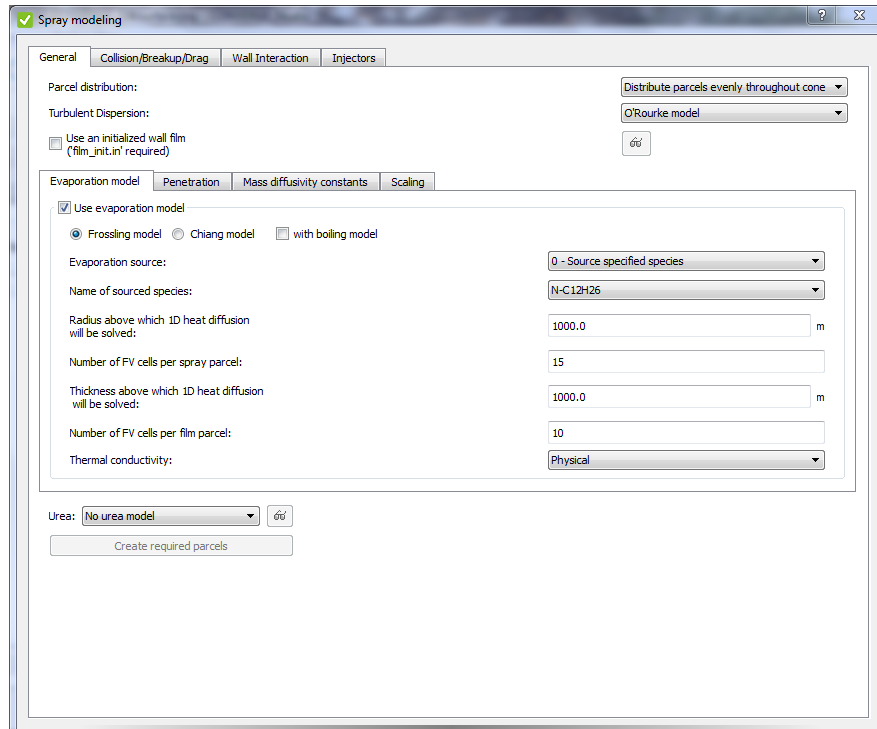 Spray modeling
?
General
Collision/Breakup/Drag
Wall Interaction
Injectors
Parcel distribution:
Distribute parcels evenly throughout cone
Turbulent Dispersion:
O'Rourke model
Use an initialized wall film
('film_init.in' required)
Evaporation model
Penetration
Mass diffusivity constants
Scaling
Use evaporation model
Frossling model
Chiang model
with boiling model
Evaporation source:
0 - Source specified species
Name of sourced species:
N-C12H26
Radius above which 1D heat diffusion
will be solved:
1000.0
m
Number of FV cells per spray parcel:
15
Thickness above which 1D heat diffusion
will be solved:
1000.0
m
Number of FV cells per film parcel:
10
Thermal conductivity:
Physical
Urea:
No urea model
Create required parcels